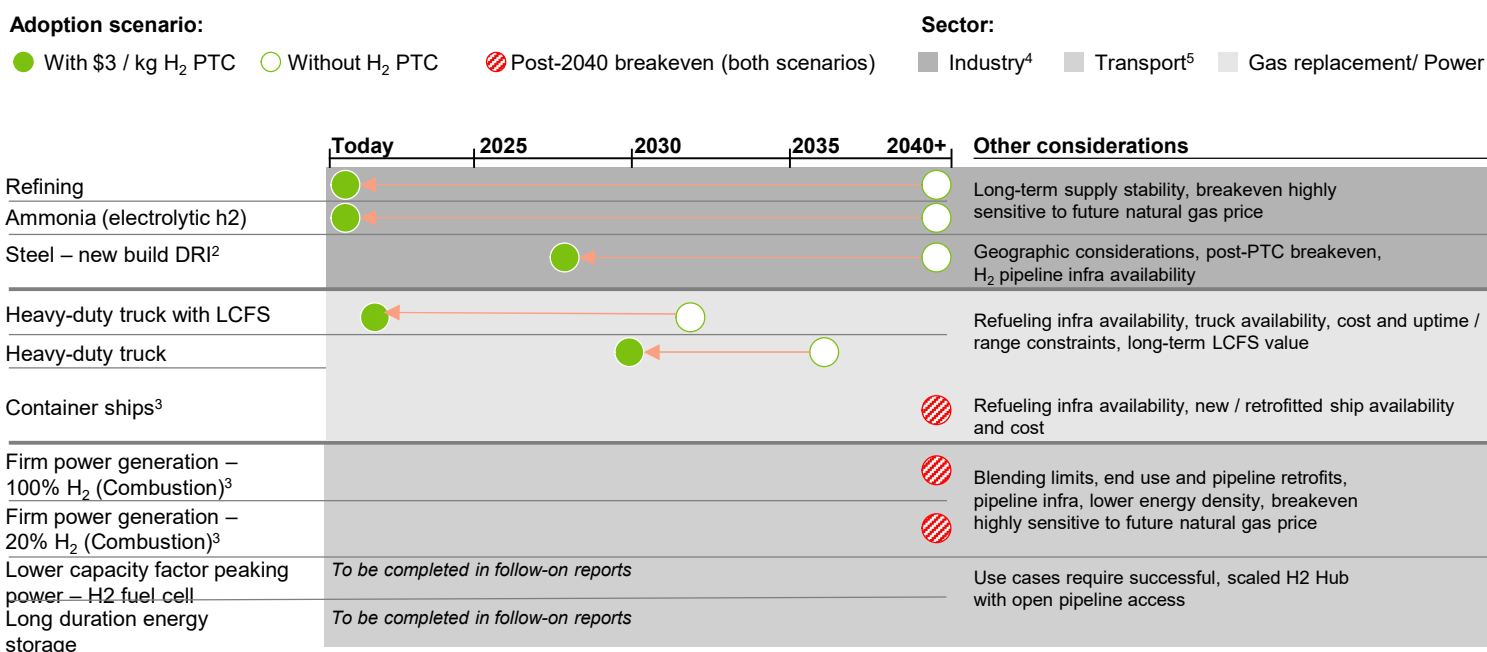 Adoption scenario:
Sector:
With $3 / kg H2 PTC
Without H2 PTC
Post-2040 breakeven (both scenarios)
Industry4
Transport5
Gas replacement/ Power
Today
2025
2030
2035
2040+
Other considerations
Refining
Ammonia (electrolytic h2)
Long-term supply stability, breakeven highly
sensitive to future natural gas price
Steel – new build DRI2
Geographic considerations, post-PTC breakeven,
H2 pipeline infra availability
Heavy-duty truck with LCFS
Heavy-duty truck
Refueling infra availability, truck availability, cost and uptime /
range constraints, long-term LCFS value
Container ships3
Refueling infra availability, new / retrofitted ship availability
and cost
Firm power generation –
100% H2 (Combustion)3
Firm power generation –
20% H2 (Combustion)3
Blending limits, end use and pipeline retrofits,
pipeline infra, lower energy density, breakeven
highly sensitive to future natural gas price
Lower capacity factor peaking
power – H2 fuel cell
To be completed in follow-on reports
Long duration energy
storage
To be completed in follow-on reports
Use cases require successful, scaled H2 Hub
with open pipeline access